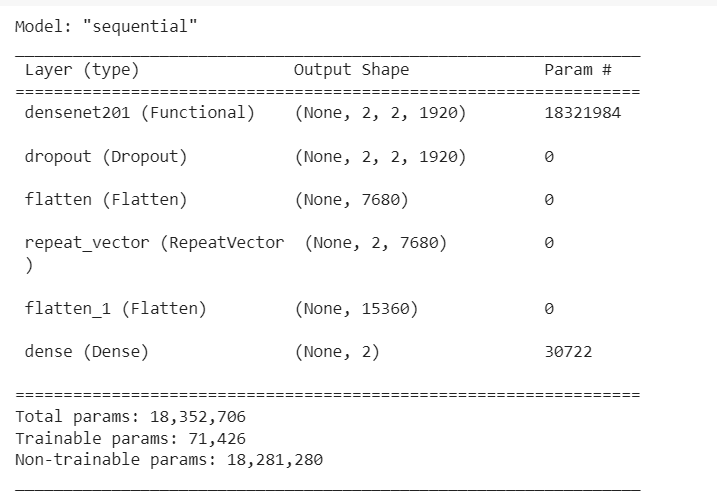 Model: "sequential"
Layer (type) Output Shape Param #
densenet201 (Functional) (None, 2, 2, 1920) 18321984
dropout (Dropout) (None, 2, 2, 1920) 0
flatten (Flatten) (None, 7680) 0
repeat_vector (RepeatVector (None, 2, 7680) 0
)
flatten_1 (Flatten) (None, 15360) 0
dense (Dense) (None, 2) 30722
Total params: 18,352,706
Trainable params: 71,426
Non-trainable params: 18,281,280